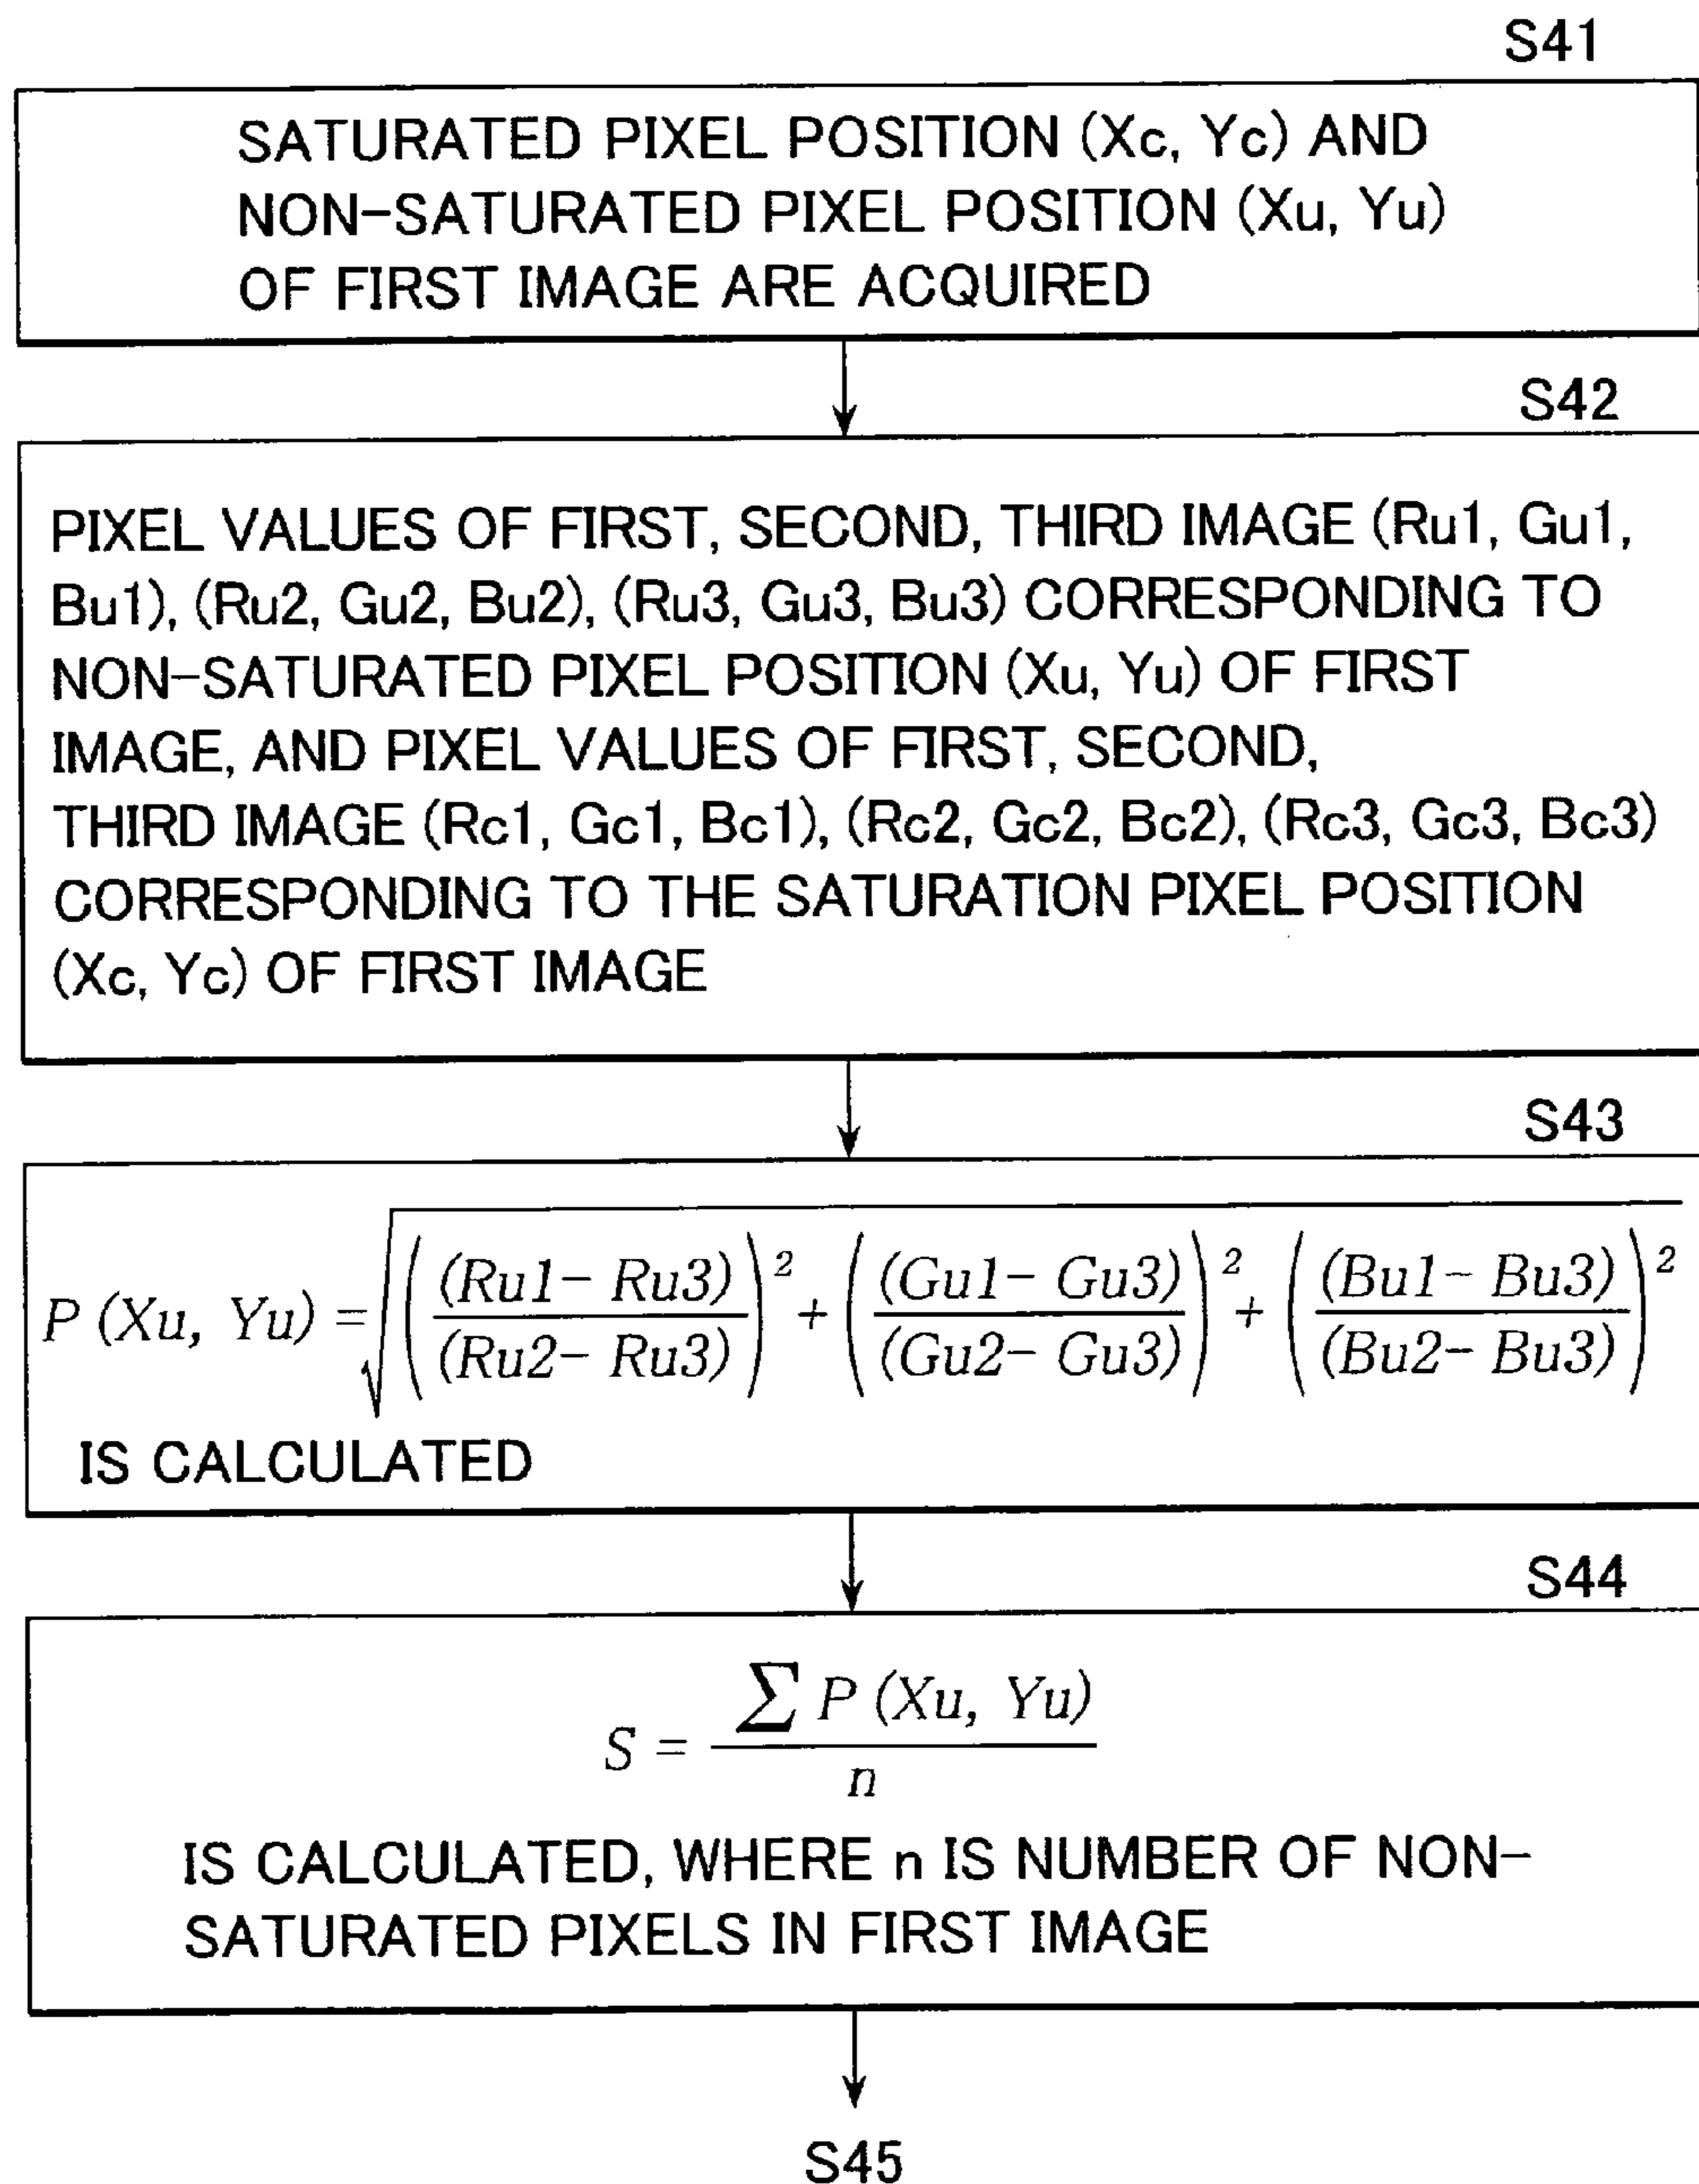 S41
SATURATED PIXEL POSITION (Xc, Yc) AND
NON-SATURATED PIXEL POSITION (Xu, Yu)
OF FIRST IMAGE ARE ACQUIRED
S42
PIXEL VALUES OF FIRST, SECOND, THIRD IMAGE (Ru1, Gu1,
Bu1), (Ru2, Gu2, Bu2), (Ru3, Gu3, Bu3) CORRESPONDING TO
NON-SATURATED PIXEL POSITION (Xu, Yu) OF FIRST
IMAGE, AND PIXEL VALUES OF FIRST, SECOND,
THIRD IMAGE (Rc1, Gc1, Bc1), (Rc2, Gc2, Bc2), (Rc3, Gc3, Bc3)
CORRESPONDING TO THE SATURATION PIXEL POSITION
(Xc, Yc) OF FIRST IMAGE
S43
P (Xu, Yu) = √(((Ru1- Ru3)/(Ru2- Ru3))² + ((Gu1- Gu3)/(Gu2- Gu3))² + ((Bu1- Bu3)/(Bu2- Bu3))²)
IS CALCULATED
S44
S = ∑ P (Xu, Yu) / n
IS CALCULATED, WHERE n IS NUMBER OF NON-
SATURATED PIXELS IN FIRST IMAGE
S45